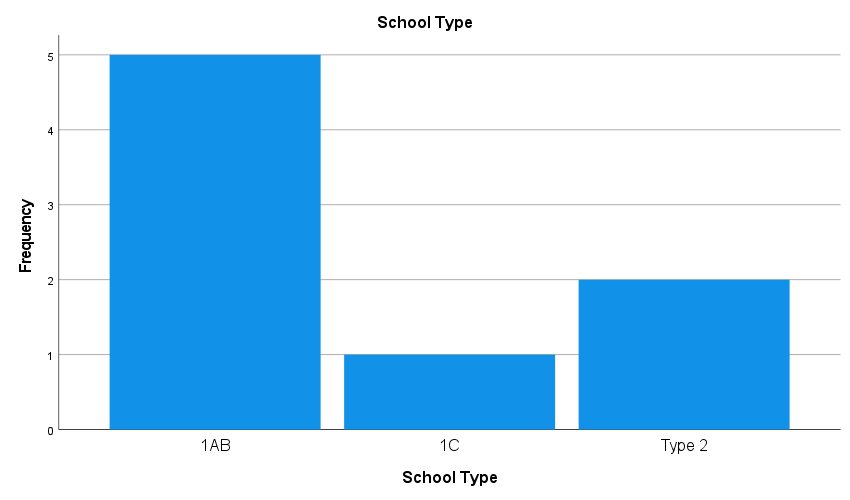 School Type
5
4
3
2
1
0
Frequency
1AB
1C
Type 2
School Type